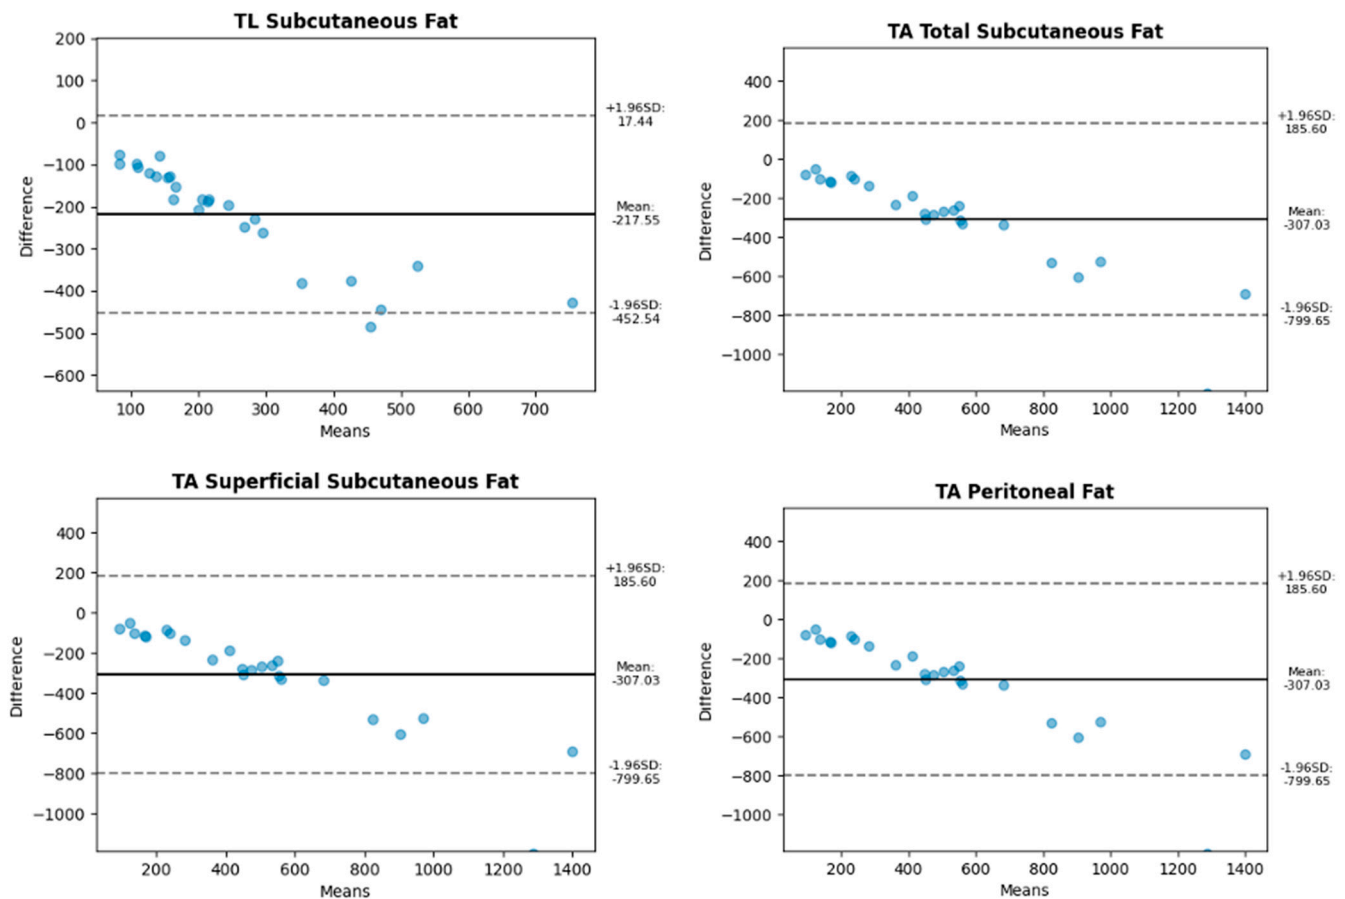 TL Subcutaneous Fat
200
100
0
−100
−200
−300
−400
−500
−600
Difference
+1.96SD:
17.44
Mean:
-217.55
-1.96SD:
-452.54
100 200 300 400 500 600 700
Means
TA Total Subcutaneous Fat
400
200
0
−200
−400
−600
−800
−1000
Difference
+1.96SD:
185.60
Mean:
-307.03
-1.96SD:
-799.65
200 400 600 800 1000 1200 1400
Means
TA Superficial Subcutaneous Fat
400
200
0
−200
−400
−600
−800
−1000
Difference
+1.96SD:
185.60
Mean:
-307.03
-1.96SD:
-799.65
200 400 600 800 1000 1200 1400
Means
TA Peritoneal Fat
400
200
0
−200
−400
−600
−800
−1000
Difference
+1.96SD:
185.60
Mean:
-307.03
-1.96SD:
-799.65
200 400 600 800 1000 1200 1400
Means